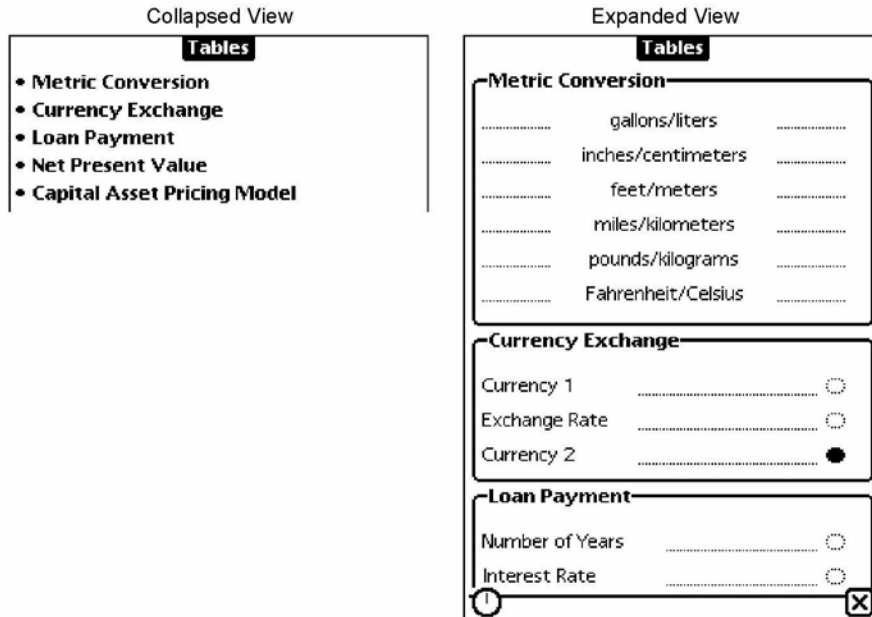 Collapsed View
Tables
• Metric Conversion
• Currency Exchange
• Loan Payment
• Net Present Value
• Capital Asset Pricing Model
Expanded View
Tables
Metric Conversion
gallons/liters
inches/centimeters
feet/meters
miles/kilometers
pounds/kilograms
Fahrenheit/Celsius
Currency Exchange
Currency 1
Exchange Rate
Currency 2
Loan Payment
Number of Years
Interest Rate